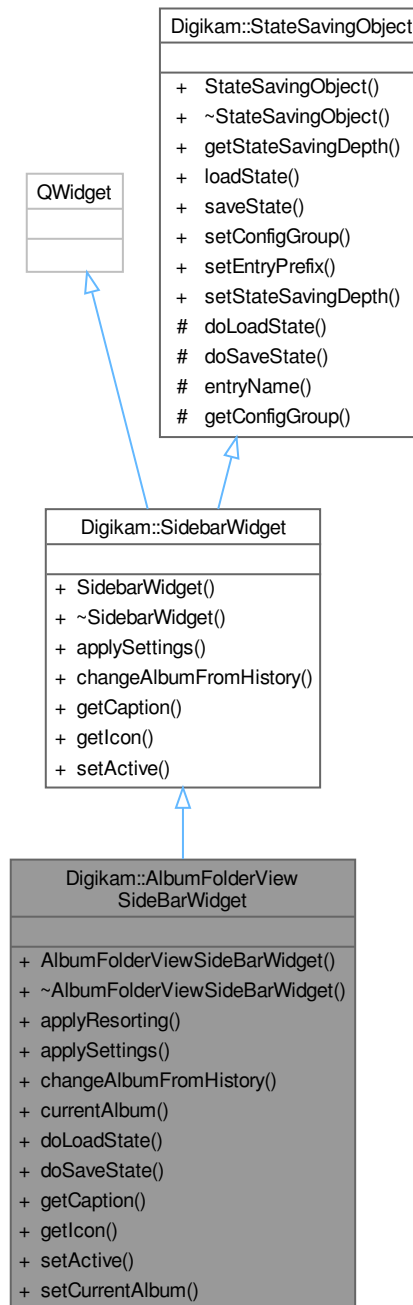 Digikam::StateSavingObject
+ StateSavingObject()
+ ~StateSavingObject()
+ getStateSavingDepth()
+ loadState()
+ saveState()
+ setConfigGroup()
+ setEntryPrefix()
+ setStateSavingDepth()
# doLoadState()
# doSaveState()
# entryName()
# getConfigGroup()
QWidget
Digikam::SidebarWidget
+ SidebarWidget()
+ ~SidebarWidget()
+ applySettings()
+ changeAlbumFromHistory()
+ getCaption()
+ getIcon()
+ setActive()
Digikam::AlbumFolderView
SideBarWidget
+ AlbumFolderViewSideBarWidget()
+ ~AlbumFolderViewSideBarWidget()
+ applyResorting()
+ applySettings()
+ changeAlbumFromHistory()
+ currentAlbum()
+ doLoadState()
+ doSaveState()
+ getCaption()
+ getIcon()
+ setActive()
+ setCurrentAlbum()